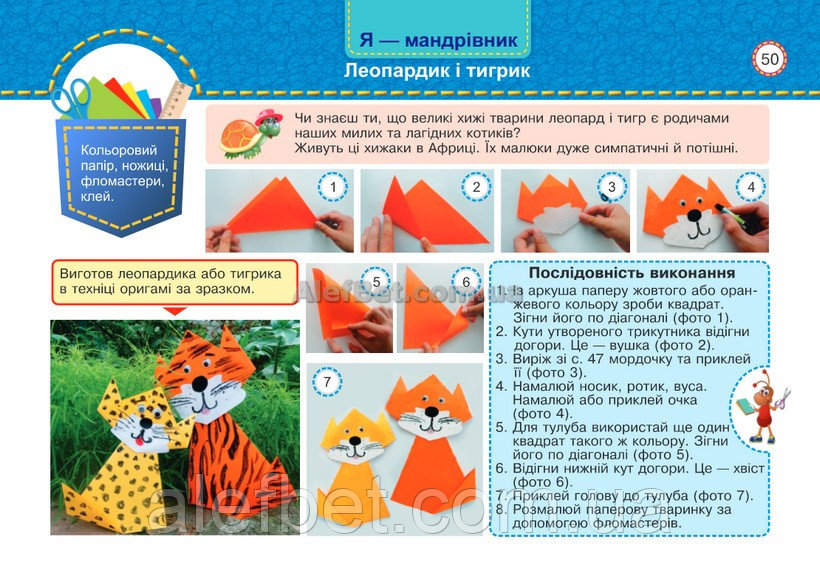 Я — мандрівник
Леопардик і тигрик
50
Кольоровий
папір, ножиці,
фломастери,
клей.
Чи знаєш ти, що великі хижі тварини леопард і тигр є родичами
наших милих та лагідних котиків?
Живуть ці хижаки в Африці. Їх малюки дуже симпатичні й потішні.
1
2
3
4
Виготов леопардика або тигрика
в техніці оригамі за зразком.
5
6
7
Послідовність виконання
1. Із аркуша паперу жовтого або оран-
жевого кольору зроби квадрат.
Зігни його по діагоналі (фото 1).
2. Кути утвореного трикутника відігни
догори. Це — вушка (фото 2).
3. Виріж зі с. 47 мордочку та приклей
її (фото 3).
4. Намалюй носик, ротик, вуса.
Намалюй або приклей очка
(фото 4).
5. Для тулуба використай ще один
квадрат такого ж кольору. Зігни
його по діагоналі (фото 5).
6. Відігни нижній кут догори. Це — хвіст
(фото 6).
7. Приклей голову до тулуба (фото 7).
8. Розмалюй паперову тваринку за
допомогою фломастерів.
AlefBet.com.ua
alefbet.com.ua